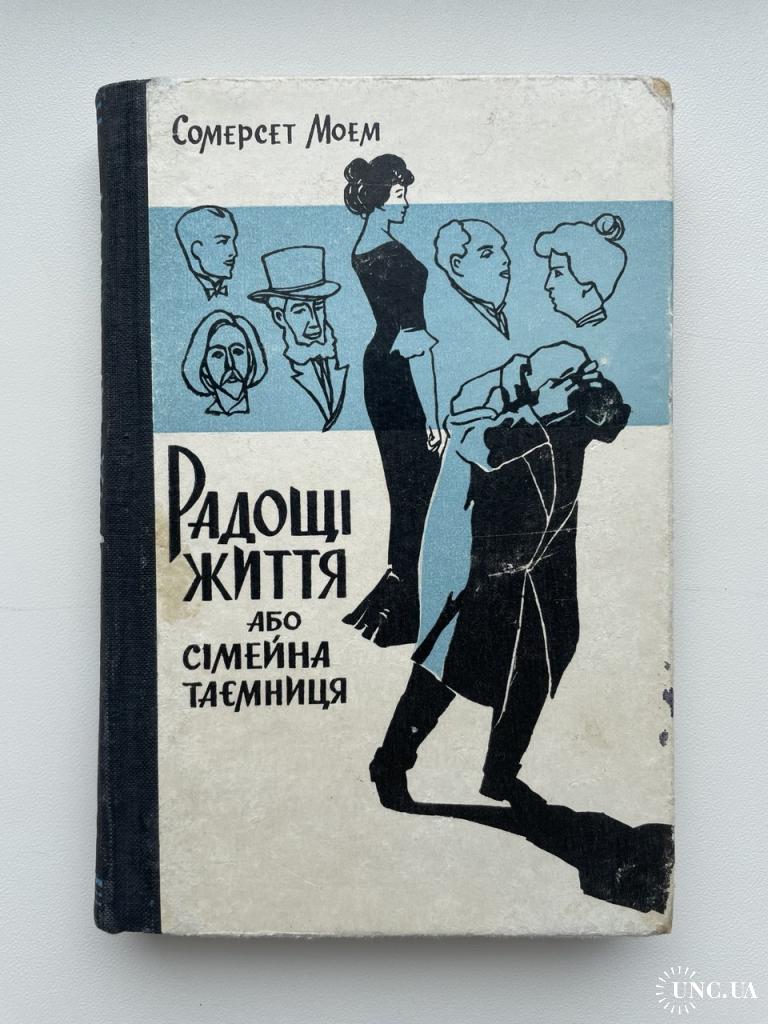 Сомерсет Моем
Радощі
життя
або
сімейна
таємниця
UNC.UA